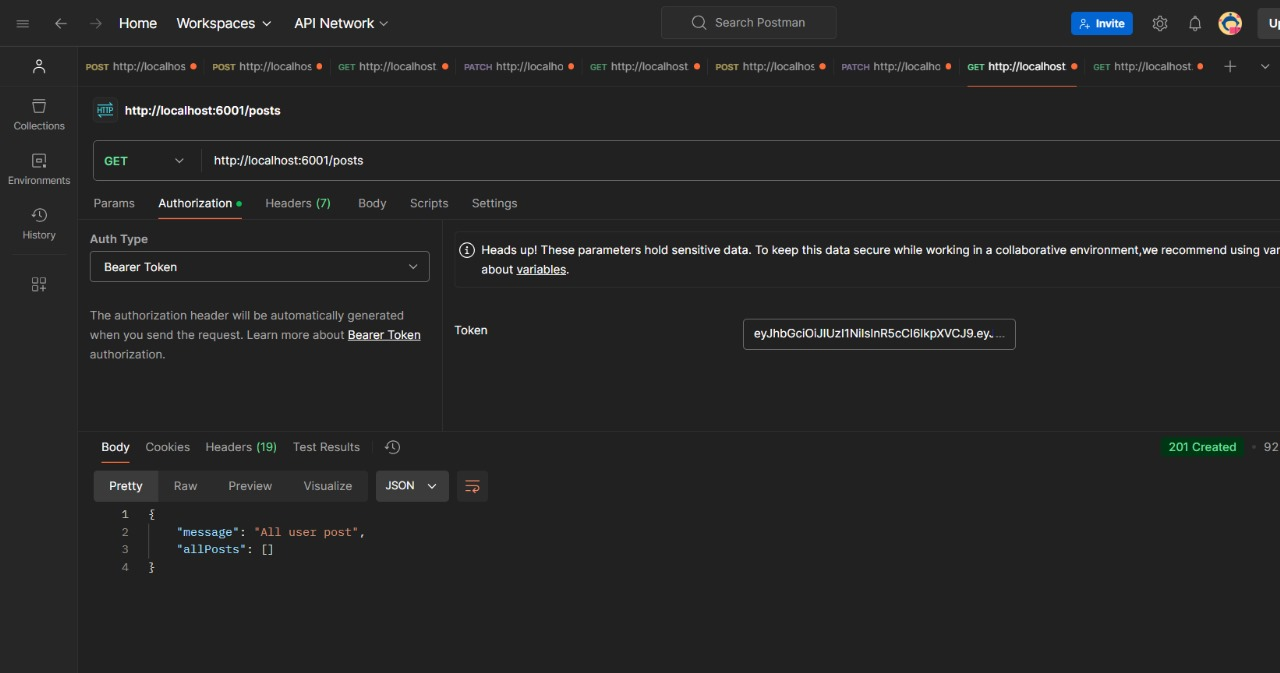 Home Workspaces API Network Search Postman Invite
POST http://localhos POST http://localhos GET http://localhost PATCH http://localho GET http://localhost POST http://localhos PATCH http://localho GET http://localhost GET http://localhost.
Collections
Environments
History
HTTP http://localhost:6001/posts
GET http://localhost:6001/posts
Params Authorization Headers (7) Body Scripts Settings
Auth Type
Bearer Token
The authorization header will be automatically generated
when you send the request. Learn more about Bearer Token
authorization.
Heads up! These parameters hold sensitive data. To keep this data secure while working in a collaborative environment,we recommend using var
about variables.
Token
Body Cookies Headers (19) Test Results 201 Created 92
Pretty Raw Preview Visualize JSON
1 {
2 "message": "All user post",
3 "allPosts": []
4 }